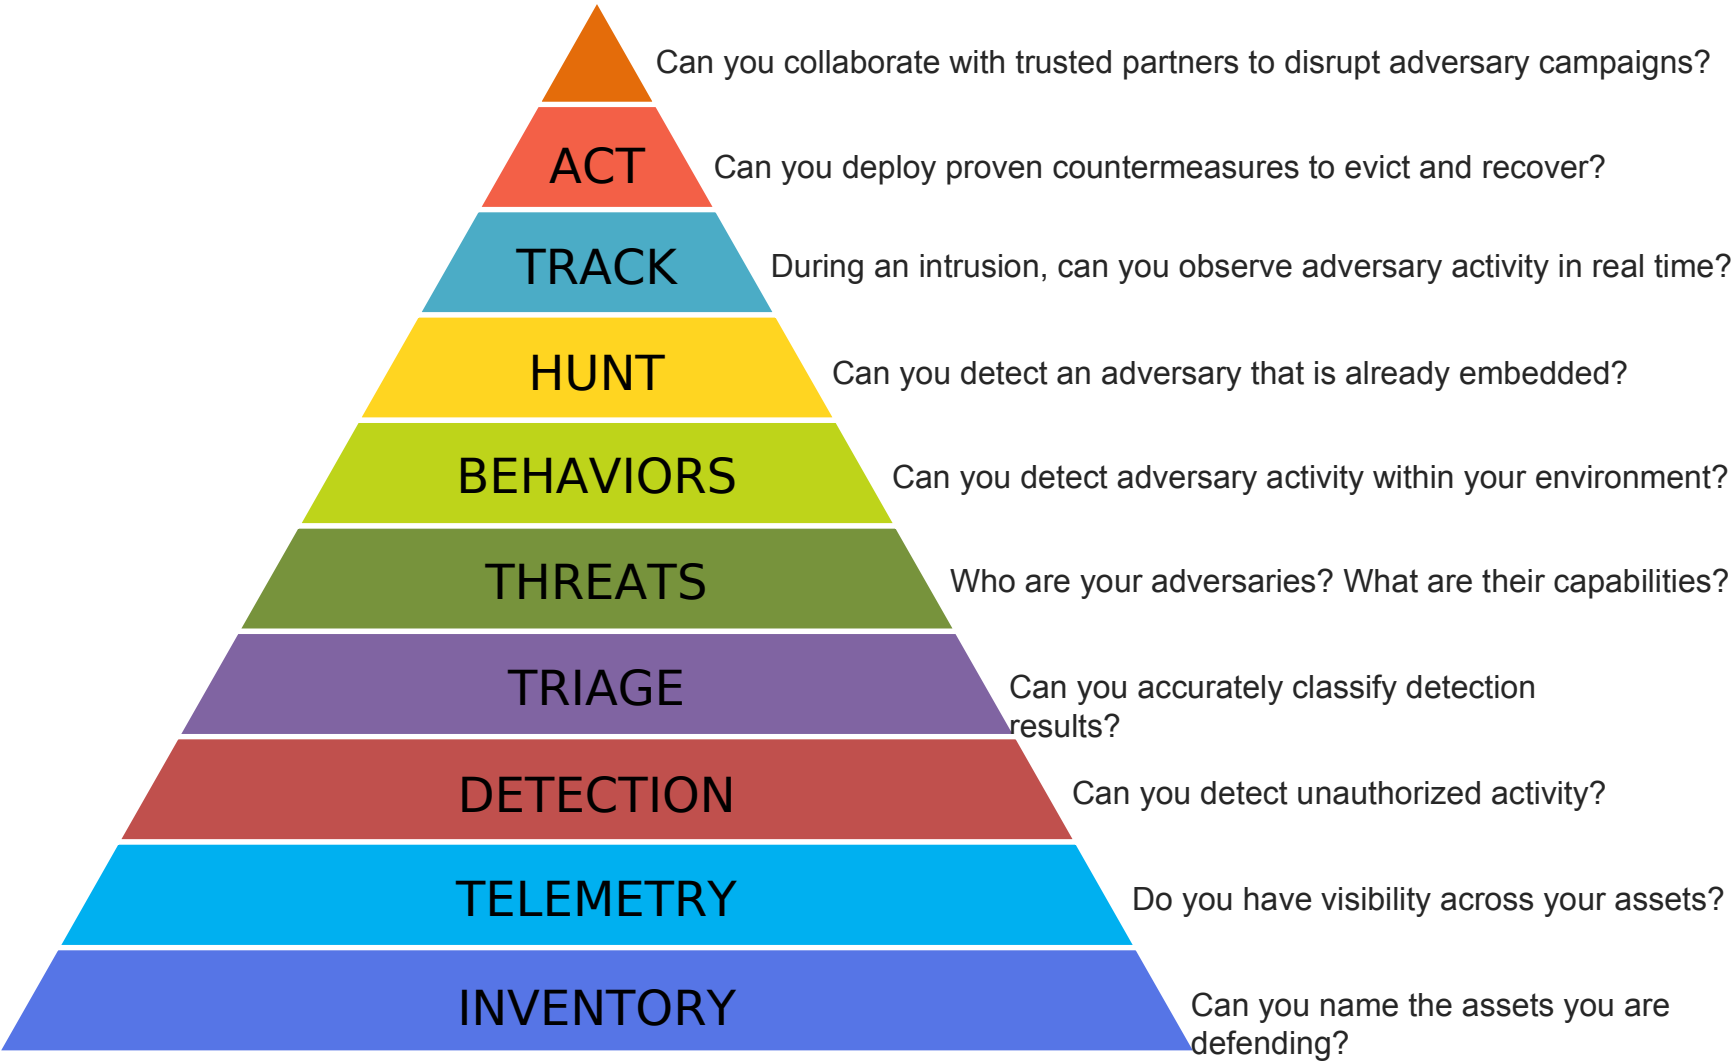 Can you collaborate with trusted partners to disrupt adversary campaigns?
ACT
Can you deploy proven countermeasures to evict and recover?
TRACK
During an intrusion, can you observe adversary activity in real time?
HUNT
Can you detect an adversary that is already embedded?
BEHAVIORS
Can you detect adversary activity within your environment?
THREATS
Who are your adversaries? What are their capabilities?
TRIAGE
Can you accurately classify detection
results?
DETECTION
Can you detect unauthorized activity?
TELEMETRY
Do you have visibility across your assets?
INVENTORY
Can you name the assets you are
defending?